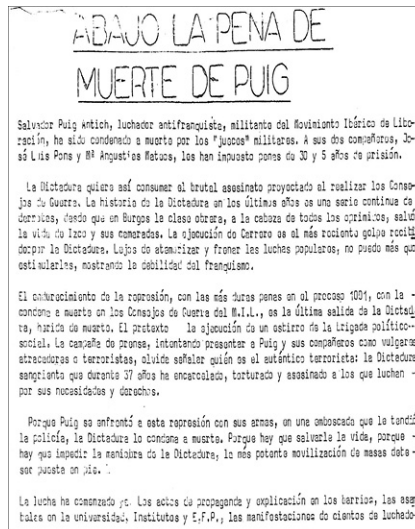 ABAJO LA PENA DE
MUERTE DE PUIG
Salvador Puig Antich, luchador antifranquista, militante del Movimiento Ibérico de Libe-
ración, ha sido condenado a muerte por los "jueces" militares. A sus dos compañeros, Jo-
só Luis Pons y Mª Angustias Mateos, les han impuesto penas de 30 y 5 años de prisión.
La Dictadura quiere así consumar el brutal asesinato proyectado al realizar los Conse-
jos de Guerra. La historia de la Dictadura en los últimos años es una serie continua de
derrotas, desde que en Burgos la clase obrera, a la cabeza de todos los oprimidos, salvó
la vida de Izco y sus camaradas. La ejecución de Carrero es el más reciente golpe recibi
do por la Dictadura. Lejos de atemorizar y frenar las luchas populares, no puede más que
estimularlas, mostrando la debilidad del franquismo.
El endurecimiento de la represión, con las más duras penas en el proceso 1001, con la -
condena a muerte en los Consejos de Guerra del M.I.L., es la última salida de la Dictadu
ra, herida de muerte. El pretexto la ejecución de un esbirro de la brigada político--
social. La campaña de prensa, intentando presentar a Puig y sus compañeros como vulgares
atracadores o terroristas, olvida señalar quién es el auténtico terrorista: la Dictadura
sangrienta que durante 37 años ha encarcelado, torturado y asesinado a los que luchan -
por sus necesidades y derechos.
Porque Puig se enfrentó a esta represión con sus armas, en una emboscada que le tendió
la policía, la Dictadura lo condena a muerte. Porque hay que salvarle la vida, porque -
hay que impedir la maniobra de la Dictadura, la más potente movilización de masas debe -
ser puesta en pie.
La lucha ha comenzado ya. Los actos de propaganda y explicación en los barrios, las asam
bleas en la universidad, Institutos y E.F.P., las manifestaciones de cientos de luchado